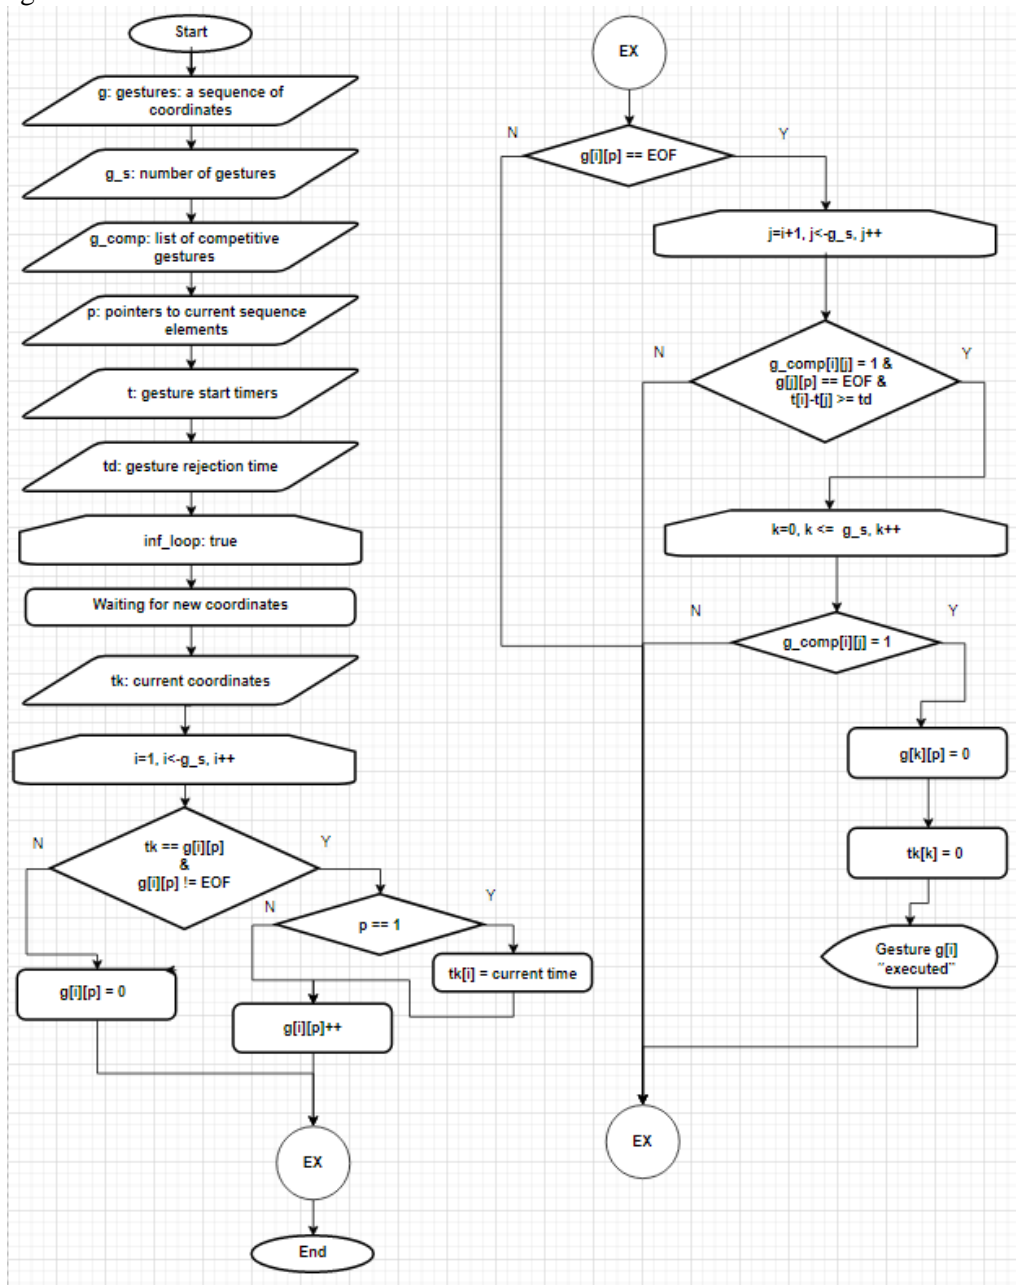 Start
g: gestures: a sequence of
coordinates
g_s: number of gestures
g_comp: list of competitive
gestures
p: pointers to current sequence
elements
t: gesture start timers
td: gesture rejection time
inf_loop: true
Waiting for new coordinates
tk: current coordinates
i=1, i<-g_s, i++
N
Y
tk == g[i][p]
&
g[i][p] != EOF
N
Y
p == 1
tk[i] = current time
g[i][p] = 0
g[i][p]++
EX
End
EX
N
Y
g[i][p] == EOF
j=i+1, j<-g_s, j++
N
Y
g_comp[i][j] = 1 &
g[j][p] == EOF &
t[i]-t[j] >= td
k=0, k <= g_s, k++
N
Y
g_comp[i][j] = 1
g[k][p] = 0
tk[k] = 0
Gesture g[i]
"executed"
EX